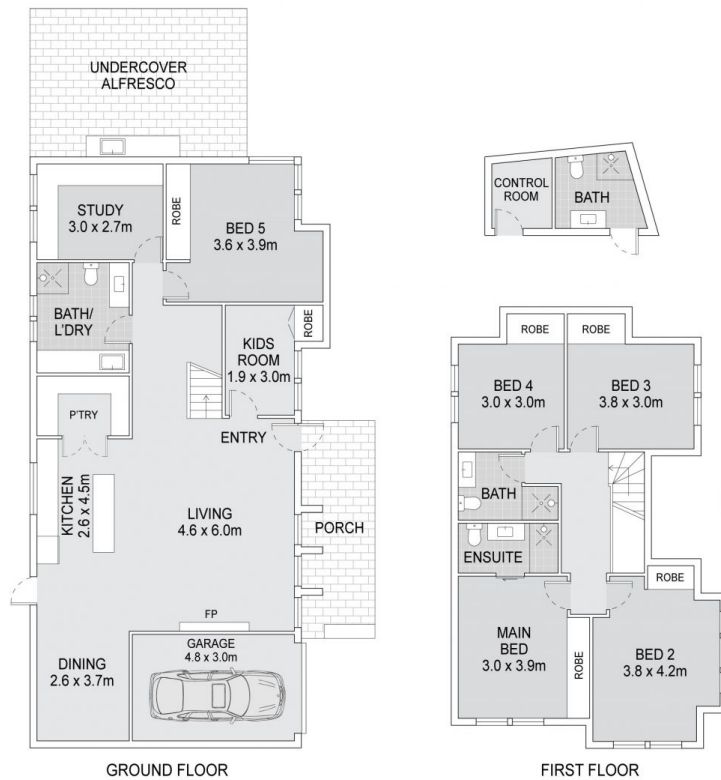 UNDERCOVER
ALFRESCO
STUDY
3.0 x 2.7m
ROBE
BED 5
3.6 x 3.9m
BATH/
L'DRY
KIDS
ROOM
1.9 x 3.0m
ROBE
P'TRY
ENTRY
KITCHEN
2.6 x 4.5m
LIVING
4.6 x 6.0m
PORCH
FP
GARAGE
4.8 x 3.0m
DINING
2.6 x 3.7m
GROUND FLOOR
CONTROL
ROOM
BATH
ROBE
ROBE
BED 4
3.0 x 3.0m
BED 3
3.8 x 3.0m
BATH
ENSUITE
ROBE
MAIN
BED
3.0 x 3.9m
ROBE
BED 2
3.8 x 4.2m
FIRST FLOOR